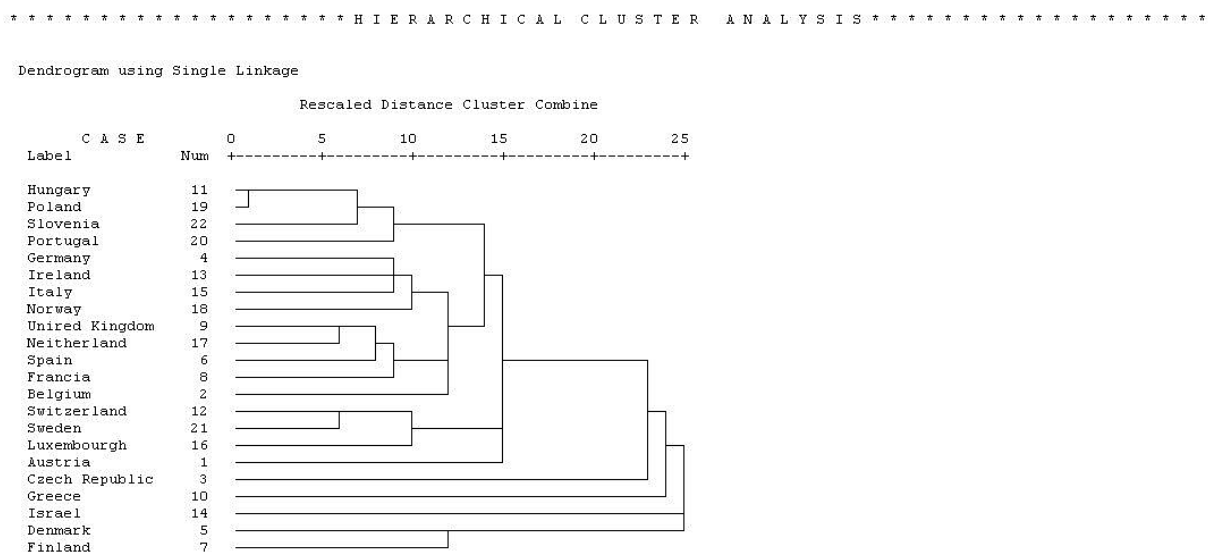 * * * * * * * * * * * * * * * * * * * H I E R A R C H I C A L C L U S T E R A N A L Y S I S * * * * * * * * * * * * * * * * * * *
Dendrogram using Single Linkage
Rescaled Distance Cluster Combine
C A S E 0 5 10 15 20 25
Label Num +---------+---------+---------+---------+---------+
Hungary 11
Poland 19
Slovenia 22
Portugal 20
Germany 4
Ireland 13
Italy 15
Norway 18
Unired Kingdom 9
Neitherland 17
Spain 6
Francia 8
Belgium 2
Switzerland 12
Sweden 21
Luxembourgh 16
Austria 1
Czech Republic 3
Greece 10
Israel 14
Denmark 5
Finland 7